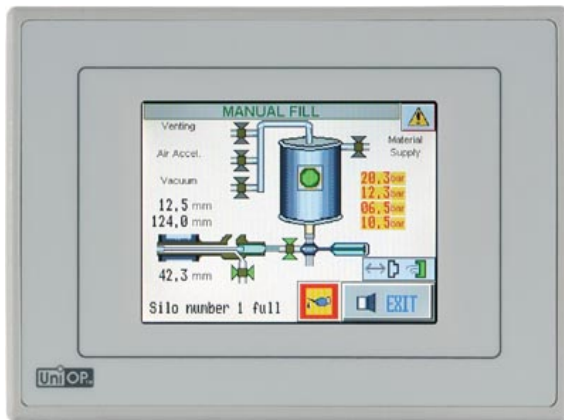 MANUAL FILL
Venting
Air Accel.
Material
Supply
Vacuum
20,3bar
12,3bar
06,5bar
10,5bar
12,5 mm
124,0 mm
42,3 mm
Silo number 1 full
EXIT
UniOP